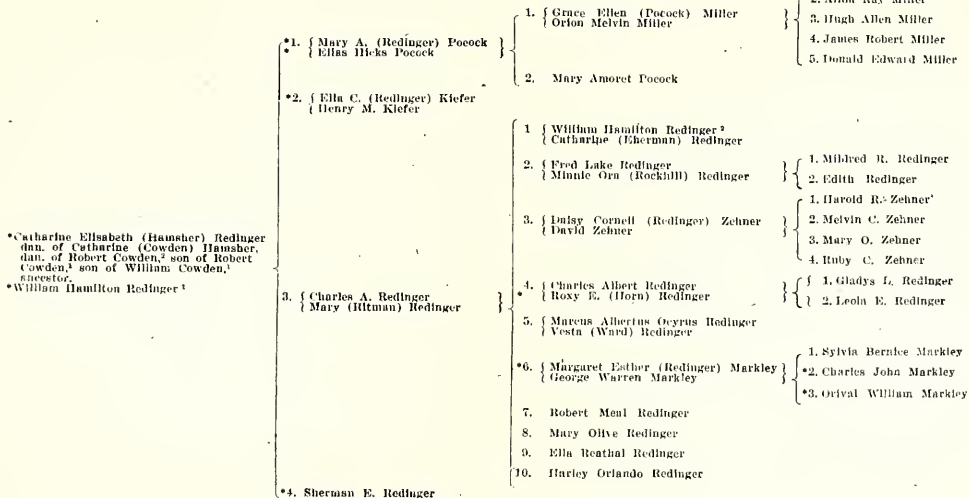 *Catharine Elisabeth (Hamsher) Redinger
dau. of Catharine (Cowden) Hamsher,
dau. of Robert Cowden,² son of Robert
Cowden,¹ son of William Cowden,¹
ancestor.
*William Hamilton Redinger¹
*1. { Mary A. (Redinger) Pocock
* { Elias Hicks Pocock
1. { Grace Ellen (Pocock) Miller
{ Orion Melvin Miller
Ray Miller
3. Hugh Allen Miller
4. James Robert Miller
5. Donald Edward Miller
2. Mary Amoret Pocock
*2. { Ella C. (Redinger) Kiefer
{ Henry M. Kiefer
3. { Charles A. Redinger
{ Mary (Ritman) Redinger
1 { William Hamilton Redinger²
{ Catharine (Eherman) Redinger
2. { Fred Lake Redinger
{ Minnie Orn (Rockhill) Redinger
1. Mildred R. Redinger
2. Edith Redinger
3. { Daisy Cornell (Redinger) Zehner
{ David Zehner
1. Harold R. Zehner
2. Melvin C. Zehner
3. Mary O. Zehner
4. Ruby C. Zehner
4. { Charles Albert Redinger
* { Roxy E. (Horn) Redinger
1. Gladys L. Redinger
2. Leola E. Redinger
5. { Marcus Albertus Ocyrus Redinger
{ Vesta (Ward) Redinger
*6. { Margaret Esther (Redinger) Markley
{ George Warren Markley
1. Sylvia Bernice Markley
*2. Charles John Markley
*3. Orival William Markley
7. Robert Meal Redinger
8. Mary Olive Redinger
9. Ella Reathal Redinger
10. Harley Orlando Redinger
*4. Sherman E. Redinger